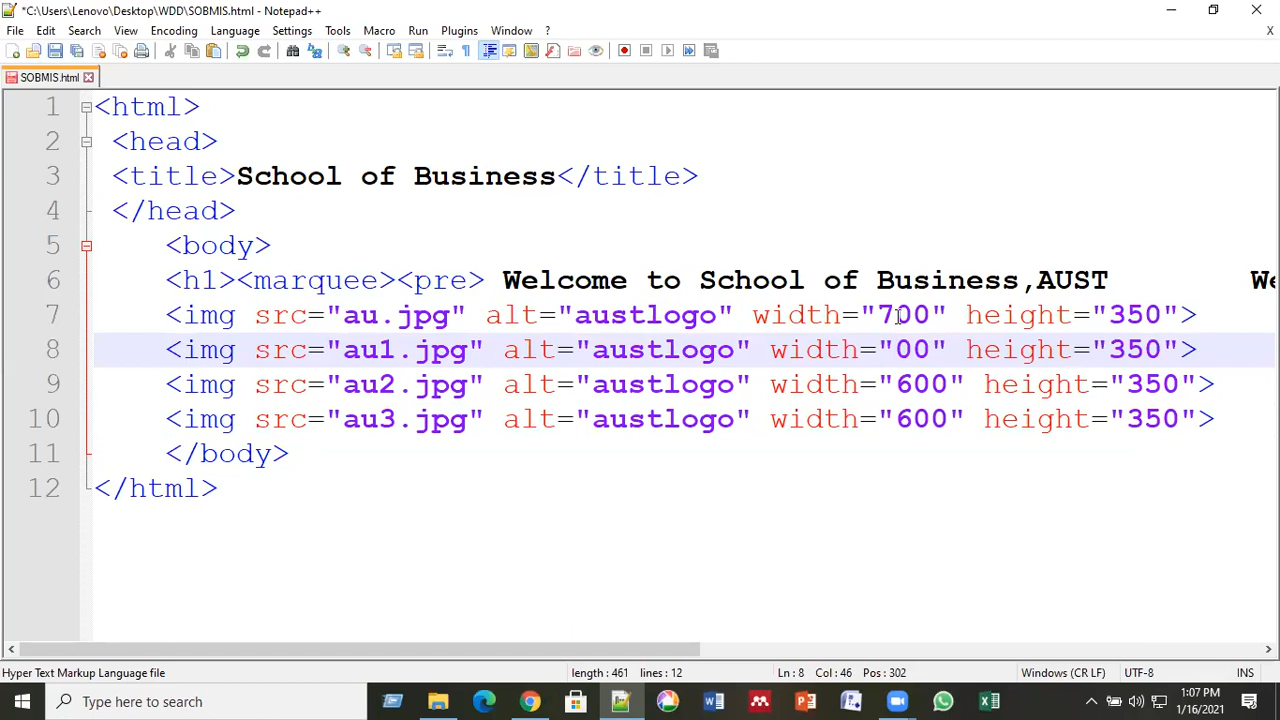 *C:\Users\Lenovo\Desktop\WDD\SOBMIS.html - Notepad++
File Edit Search View Encoding Language Settings Tools Macro Run Plugins Window ? X
SOBMIS.html
1 <html>
2 <head>
3 <title>School of Business</title>
4 </head>
5 <body>
6 <h1><marquee><pre> Welcome to School of Business,AUST We
7 <img src="au.jpg" alt="austlogo" width="700" height="350">
8 <img src="au1.jpg" alt="austlogo" width="00" height="350">
9 <img src="au2.jpg" alt="austlogo" width="600" height="350">
10 <img src="au3.jpg" alt="austlogo" width="600" height="350">
11 </body>
12 </html>
Hyper Text Markup Language file length : 461 lines : 12 Ln : 8 Col : 46 Pos : 302 Windows (CR LF) UTF-8 INS
Type here to search
1:07 PM
1/16/2021